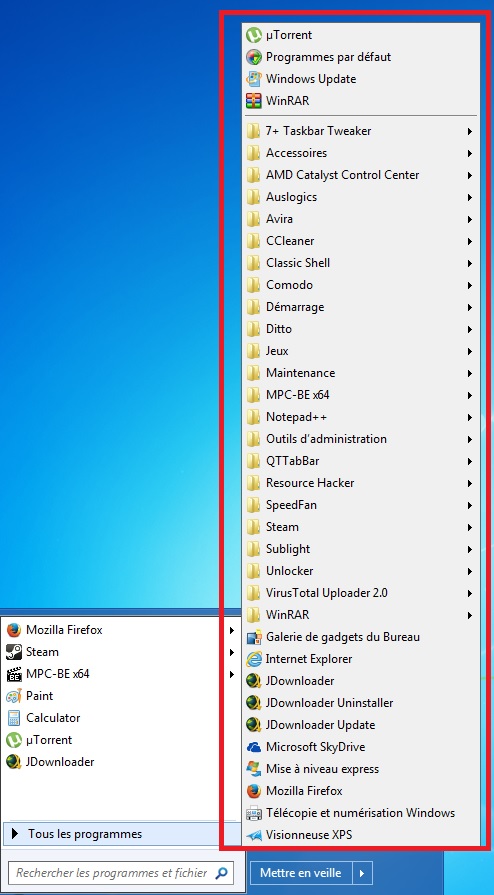 µTorrent
Programmes par défaut
Windows Update
WinRAR
7+ Taskbar Tweaker
Accessoires
AMD Catalyst Control Center
Auslogics
Avira
CCleaner
Classic Shell
Comodo
Démarrage
Ditto
Jeux
Maintenance
MPC-BE x64
Notepad++
Outils d'administration
QTTabBar
Resource Hacker
SpeedFan
Steam
Sublight
Unlocker
VirusTotal Uploader 2.0
WinRAR
Galerie de gadgets du Bureau
Internet Explorer
JDownloader
JDownloader Uninstaller
JDownloader Update
Microsoft SkyDrive
Mise à niveau express
Mozilla Firefox
Télécopie et numérisation Windows
Visionneuse XPS
Mozilla Firefox
Steam
MPC-BE x64
Paint
Calculator
µTorrent
JDownloader
Tous les programmes
Rechercher les programmes et fichier
Mettre en veille